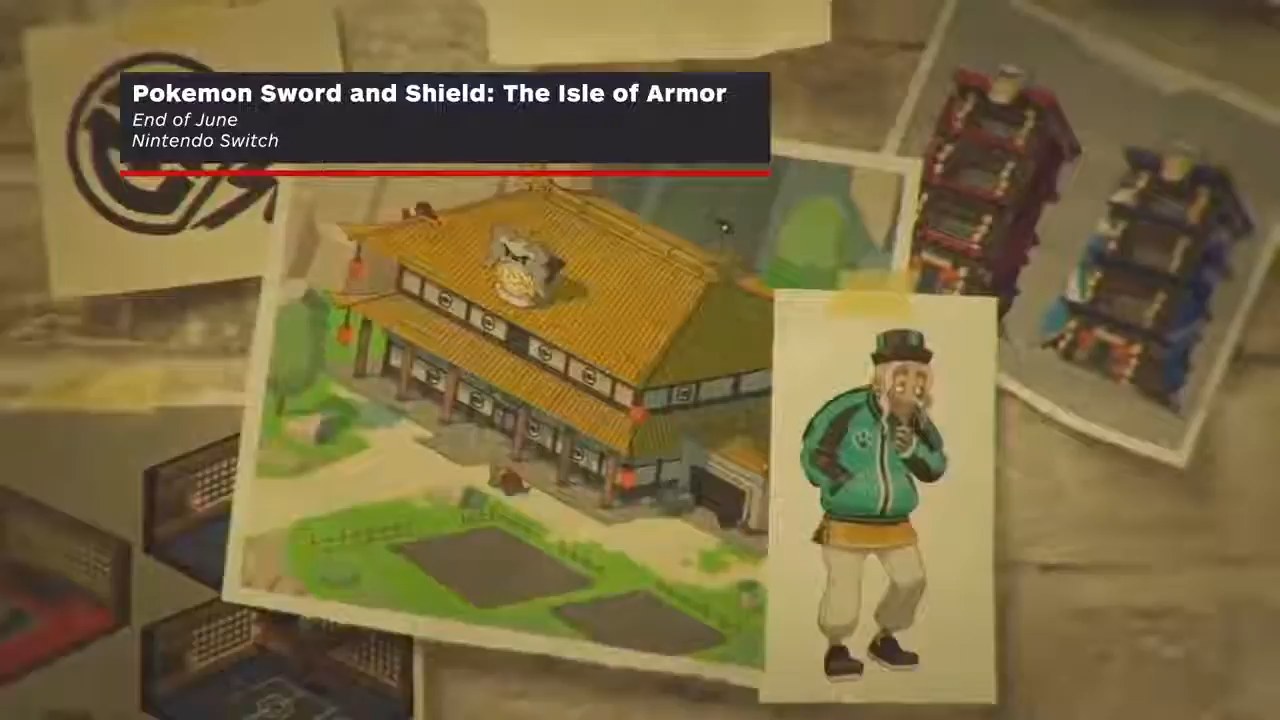 Pokemon Sword and Shield: The Isle of Armor
End of June
Nintendo Switch